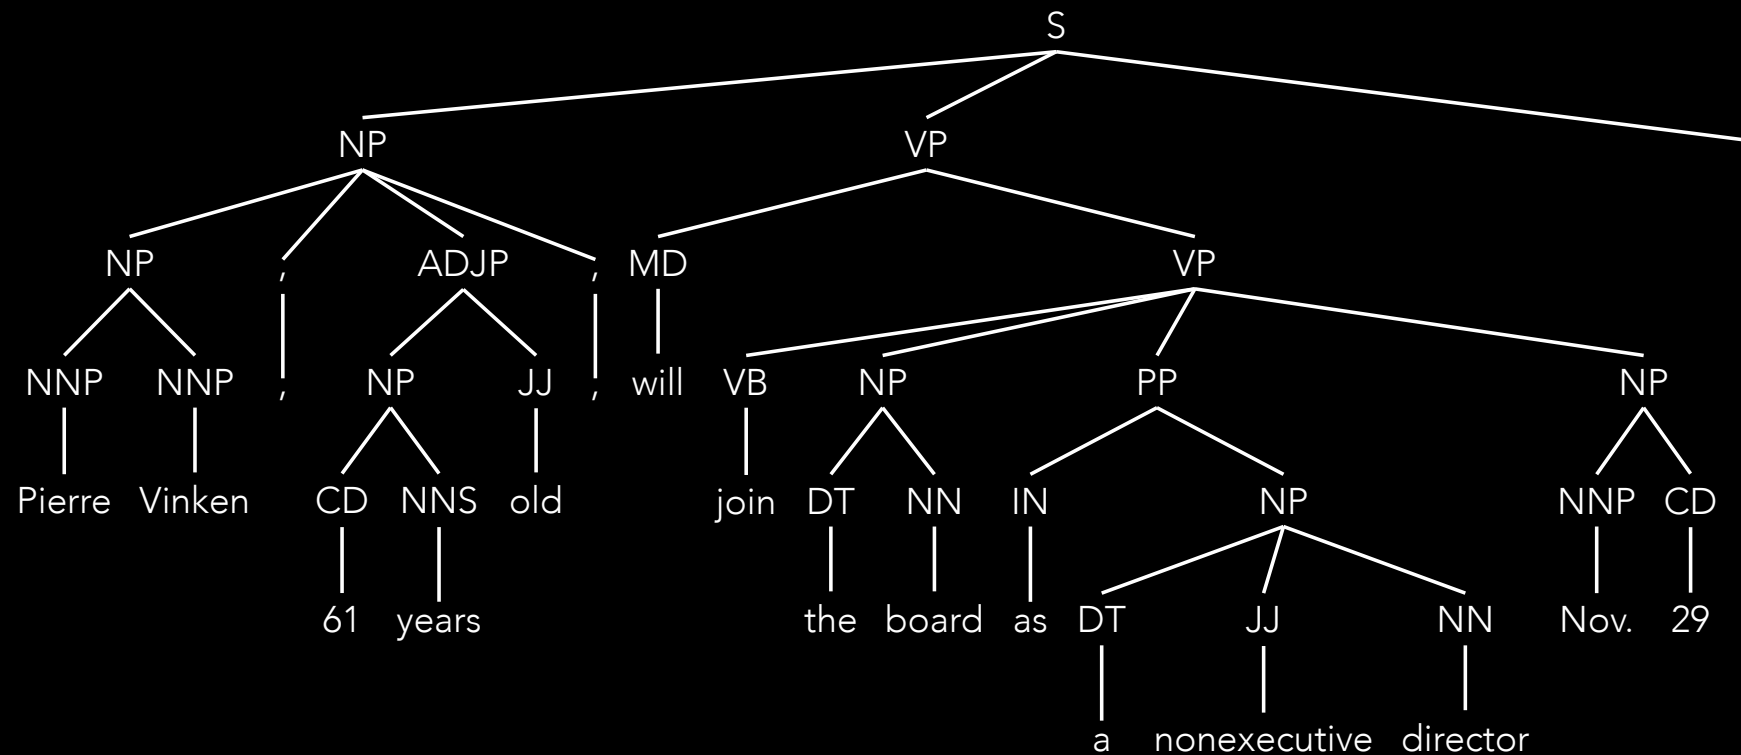 S
NP VP
NP , ADJP , MD VP
NNP NNP , NP JJ , will VB NP PP NP
Pierre Vinken CD NNS old join DT NN IN NP NNP CD
61 years the board as DT JJ NN Nov. 29
a nonexecutive director